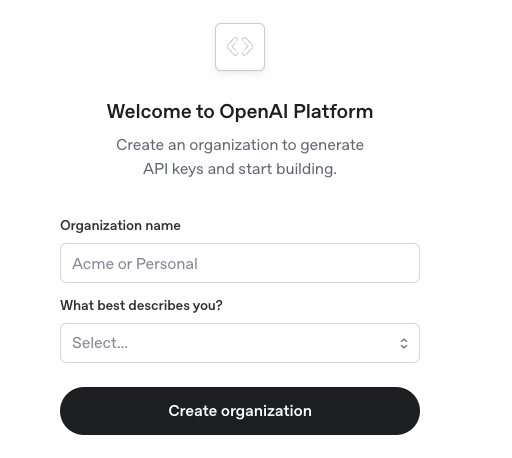 Welcome to OpenAI Platform
Create an organization to generate
API keys and start building.
Organization name
Acme or Personal
What best describes you?
Select...
Create organization